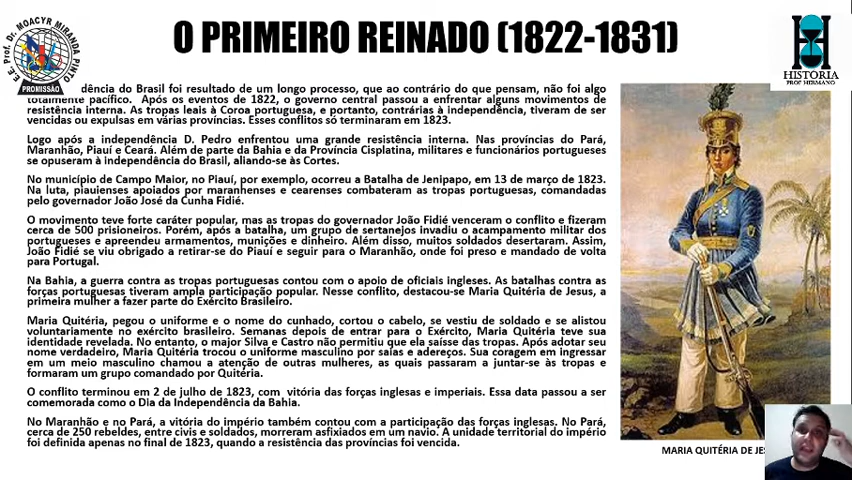 E.E. Prof. Dr. MOACYR MIRANDA PINTO
PROMISSÃO
O PRIMEIRO REINADO (1822-1831)
HISTORIA
PROF HERMANO
dência do Brasil foi resultado de um longo processo, que ao contrário do que pensam, não foi algo
totalmente pacífico. Após os eventos de 1822, o governo central passou a enfrentar alguns movimentos de
resistência interna. As tropas leais à Coroa portuguesa, e portanto, contrárias à independência, tiveram de ser
vencidas ou expulsas em várias províncias. Esses conflitos só terminaram em 1823.
Logo após a independência D. Pedro enfrentou uma grande resistência interna. Nas províncias do Pará,
Maranhão, Piauí e Ceará. Além de parte da Bahia e da Província Cisplatina, militares e funcionários portugueses
se opuseram à independência do Brasil, aliando-se às Cortes.
No município de Campo Maior, no Piauí, por exemplo, ocorreu a Batalha de Jenipapo, em 13 de março de 1823.
Na luta, piauienses apoiados por maranhenses e cearenses combateram as tropas portuguesas, comandadas
pelo governador João José da Cunha Fidié.
O movimento teve forte caráter popular, mas as tropas do governador João Fidié venceram o conflito e fizeram
cerca de 500 prisioneiros. Porém, após a batalha, um grupo de sertanejos invadiu o acampamento militar dos
portugueses e apreendeu armamentos, munições e dinheiro. Além disso, muitos soldados desertaram. Assim,
João Fidié se viu obrigado a retirar-se do Piauí e seguir para o Maranhão, onde foi preso e mandado de volta
para Portugal.
Na Bahia, a guerra contra as tropas portuguesas contou com o apoio de oficiais ingleses. As batalhas contra as
forças portuguesas tiveram ampla participação popular. Nesse conflito, destacou-se Maria Quitéria de Jesus, a
primeira mulher a fazer parte do Exército Brasileiro.
Maria Quitéria, pegou o uniforme e o nome do cunhado, cortou o cabelo, se vestiu de soldado e se alistou
voluntariamente no exército brasileiro. Semanas depois de entrar para o Exército, Maria Quitéria teve sua
identidade revelada. No entanto, o major Silva e Castro não permitiu que ela saísse das tropas. Após adotar seu
nome verdadeiro, Maria Quitéria trocou o uniforme masculino por saias e adereços. Sua coragem em ingressar
em um meio masculino chamou a atenção de outras mulheres, as quais passaram a juntar-se às tropas e
formaram um grupo comandado por Quitéria.
O conflito terminou em 2 de julho de 1823, com vitória das forças inglesas e imperiais. Essa data passou a ser
comemorada como o Dia da Independência da Bahia.
No Maranhão e no Pará, a vitória do império também contou com a participação das forças inglesas. No Pará,
cerca de 250 rebeldes, entre civis e soldados, morreram asfixiados em um navio. A unidade territorial do império
foi definida apenas no final de 1823, quando a resistência das províncias foi vencida.
MARIA QUITÉRIA DE JES